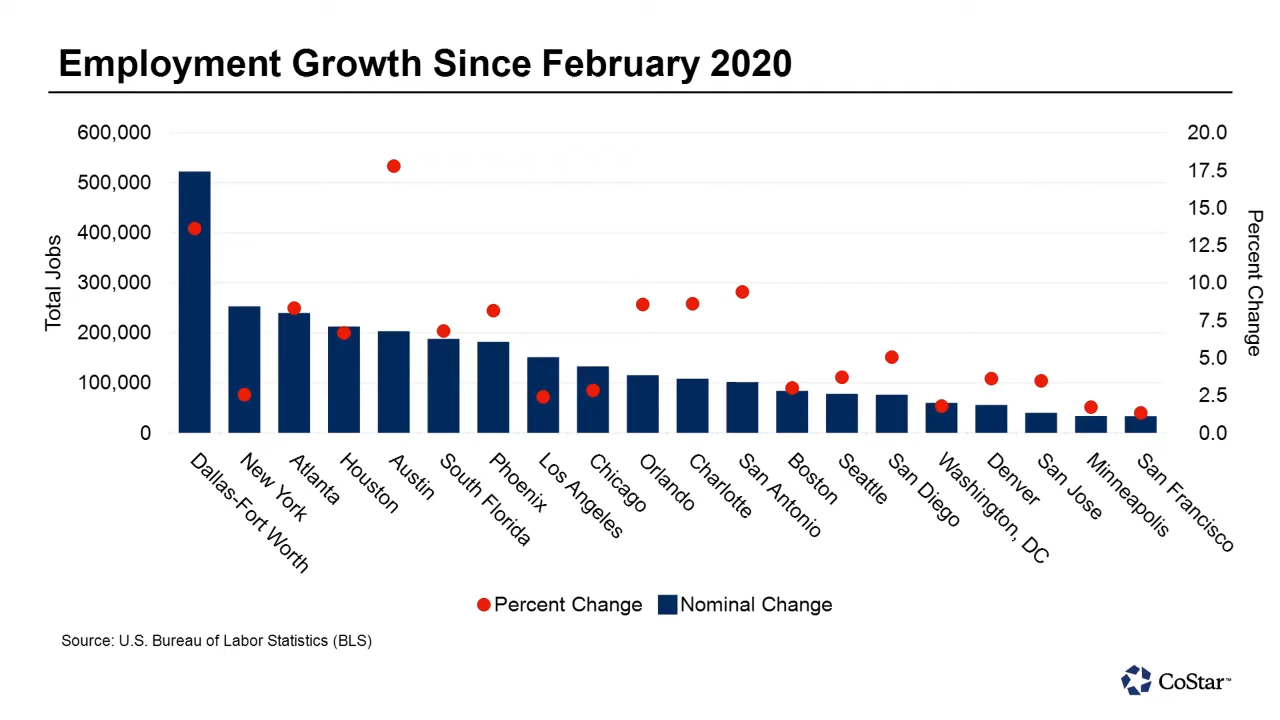 Employment Growth Since February 2020
600,000
500,000
400,000
300,000
200,000
100,000
0
Total Jobs
20.0
17.5
15.0
12.5
10.0
7.5
5.0
2.5
0.0
Percent Change
Dallas-Fort Worth
New York
Atlanta
Houston
Austin
South Florida
Phoenix
Los Angeles
Chicago
Orlando
Charlotte
San Antonio
Boston
Seattle
San Diego
Washington, DC
Denver
San Jose
Minneapolis
San Francisco
Percent Change Nominal Change
Source: U.S. Bureau of Labor Statistics (BLS)
CoStar™